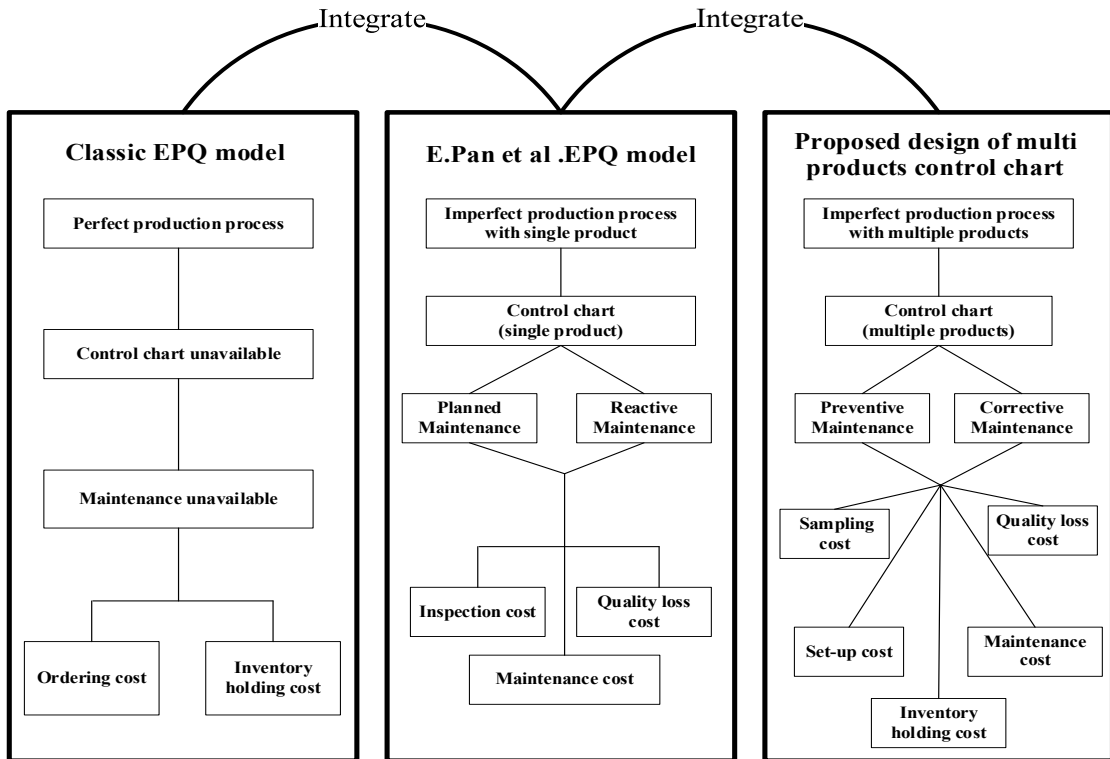 Integrate
Integrate
Classic EPQ model
Perfect production process
Control chart unavailable
Maintenance unavailable
Ordering cost
Inventory
holding cost
E.Pan et al .EPQ model
Imperfect production process
with single product
Control chart
(single product)
Planned
Maintenance
Reactive
Maintenance
Inspection cost
Quality loss
cost
Maintenance cost
Proposed design of multi
products control chart
Imperfect production process
with multiple products
Control chart
(multiple products)
Preventive
Maintenance
Corrective
Maintenance
Sampling
cost
Quality loss
cost
Set-up cost
Maintenance
cost
Inventory
holding cost